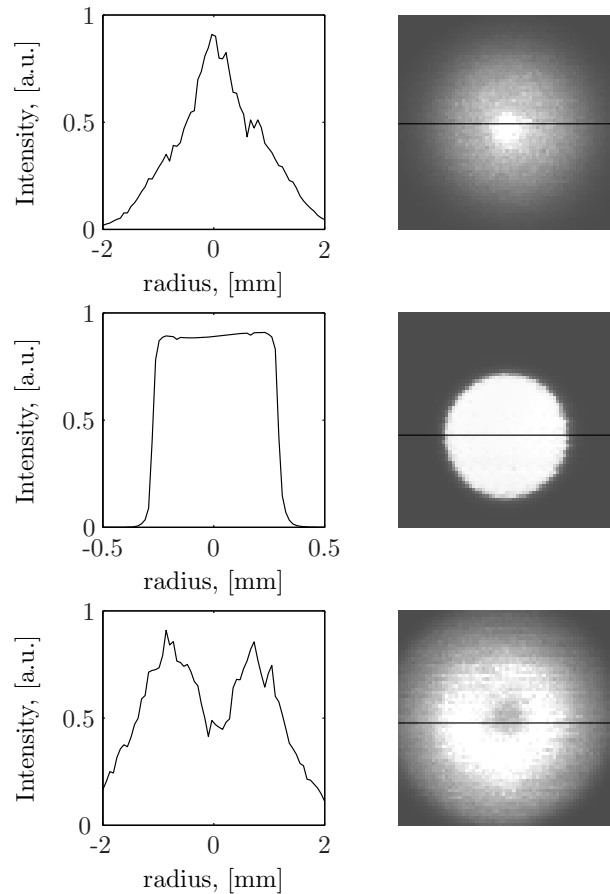 1
0.5
0
Intensity, [a.u.]
-2 0 2
radius, [mm]
1
0.5
0
Intensity, [a.u.]
-0.5 0 0.5
radius, [mm]
1
0.5
0
Intensity, [a.u.]
-2 0 2
radius, [mm]